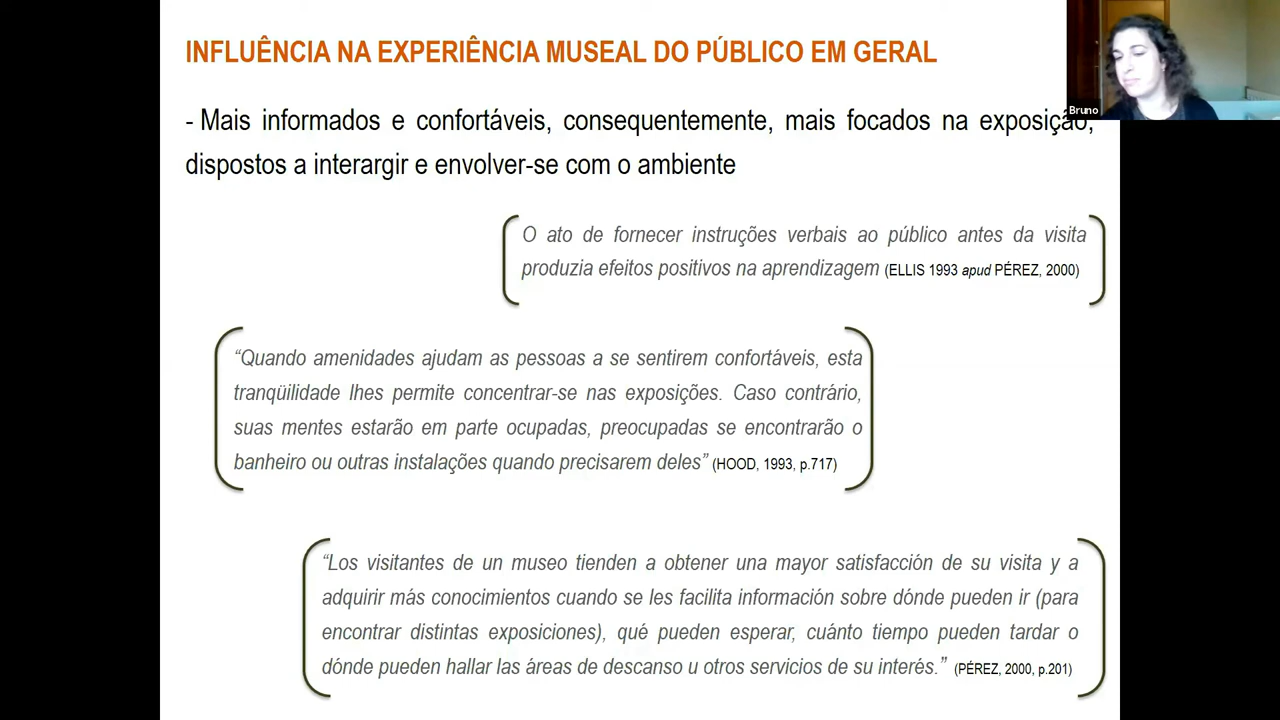 INFLUÊNCIA NA EXPERIÊNCIA MUSEAL DO PÚBLICO EM GERAL
Bruno
- Mais informados e confortáveis, consequentemente, mais focados na exposição,
dispostos a interargir e envolver-se com o ambiente
O ato de fornecer instruções verbais ao público antes da visita
produzia efeitos positivos na aprendizagem (ELLIS 1993 apud PÉREZ, 2000)
“Quando amenidades ajudam as pessoas a se sentirem confortáveis, esta
tranqüilidade lhes permite concentrar-se nas exposições. Caso contrário,
suas mentes estarão em parte ocupadas, preocupadas se encontrarão o
banheiro ou outras instalações quando precisarem deles” (HOOD, 1993, p.717)
“Los visitantes de un museo tienden a obtener una mayor satisfacción de su visita y a
adquirir más conocimientos cuando se les facilita información sobre dónde pueden ir (para
encontrar distintas exposiciones), qué pueden esperar, cuánto tiempo pueden tardar o
dónde pueden hallar las áreas de descanso u otros servicios de su interés.” (PÉREZ, 2000, p.201)